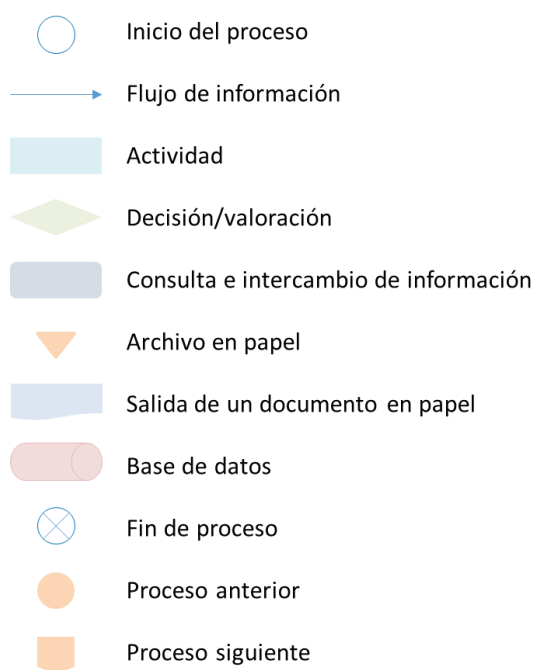 Inicio del proceso
Flujo de información
Actividad
Decisión/valoración
Consulta e intercambio de información
Archivo en papel
Salida de un documento en papel
Base de datos
Fin de proceso
Proceso anterior
Proceso siguiente